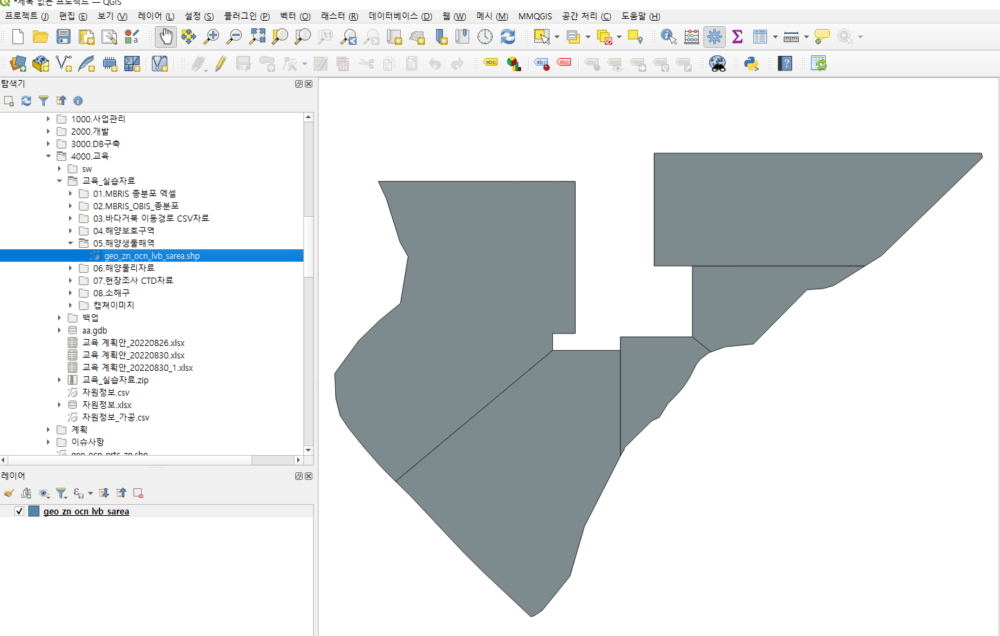 *제목 없는 프로젝트 — QGIS
프로젝트 (J) 편집 (E) 보기 (V) 레이어 (L) 설정 (S) 플러그인 (P) 벡터 (O) 래스터 (R) 데이터베이스 (D) 웹 (W) 메시 (M) MMQGIS 공간 처리 (C) 도움말 (H)
탐색기
1000.사업관리
2000.개발
3000.DB구축
4000.교육
sw
교육_실습자료
01.MBRIS 종분포 엑셀
02.MBRIS_OBIS_종분포
03.바다거북 이동경로 CSV자료
04.해양보호구역
05.해양생물해역
geo_zn_ocn_lvb_sarea.shp
06.해양물리자료
07.현장조사 CTD자료
08.소해구
캡쳐이미지
백업
aa.gdb
교육 계획안_20220826.xlsx
교육 계획안_20220830.xlsx
교육 계획안_20220830_1.xlsx
교육_실습자료.zip
자원정보.csv
자원정보.xlsx
자원정보_가공.csv
계획
이슈사항
geo_ocn_prtc_zn.shp
레이어
geo_zn_ocn_lvb_sarea